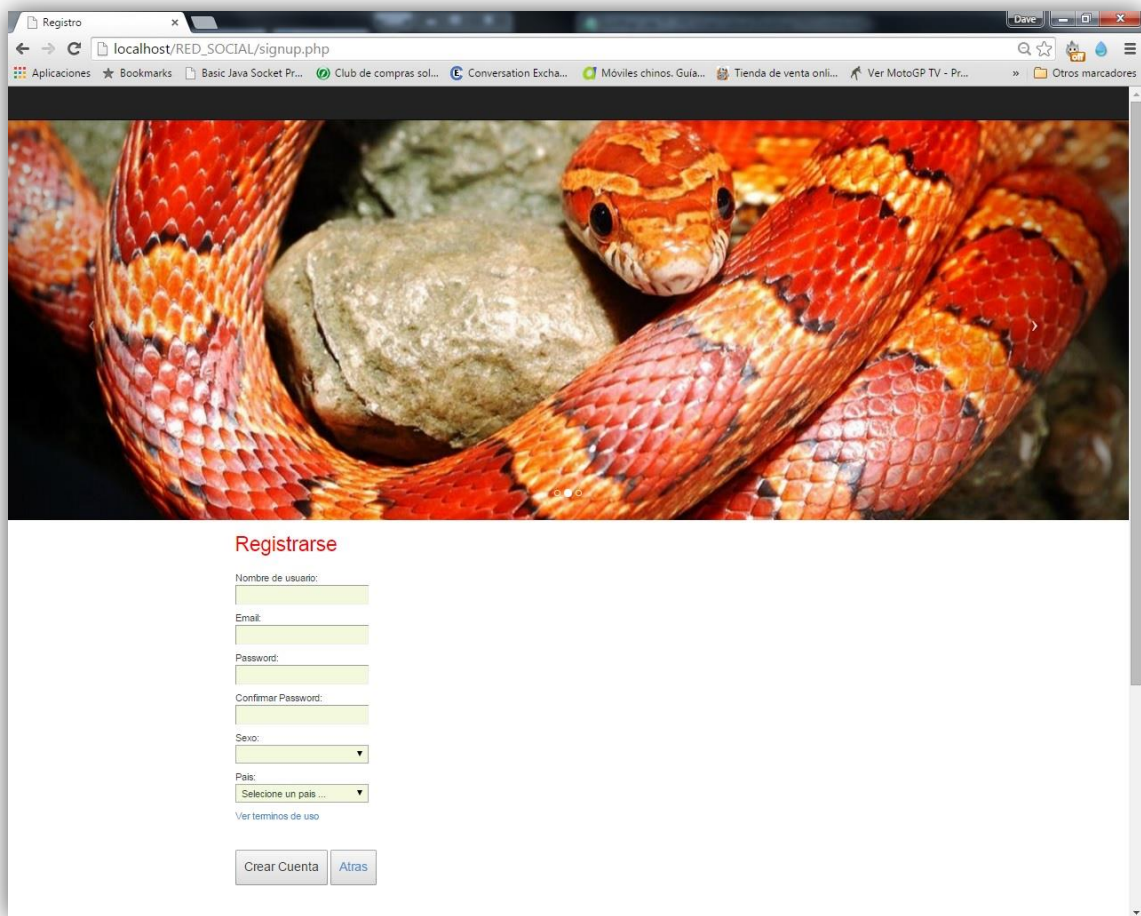 Registro
Dave
localhost/RED_SOCIAL/signup.php
Aplicaciones Bookmarks Basic Java Socket Pr... Club de compras sol... Conversation Excha... Móviles chinos. Guía... Tienda de venta onli... Ver MotoGP TV - Pr... » Otros marcadores
Off
Registrarse
Nombre de usuario:
Email:
Password:
Confirmar Password:
Sexo:
Pais:
Selecione un pais ...
Ver terminos de uso
Crear Cuenta Atras